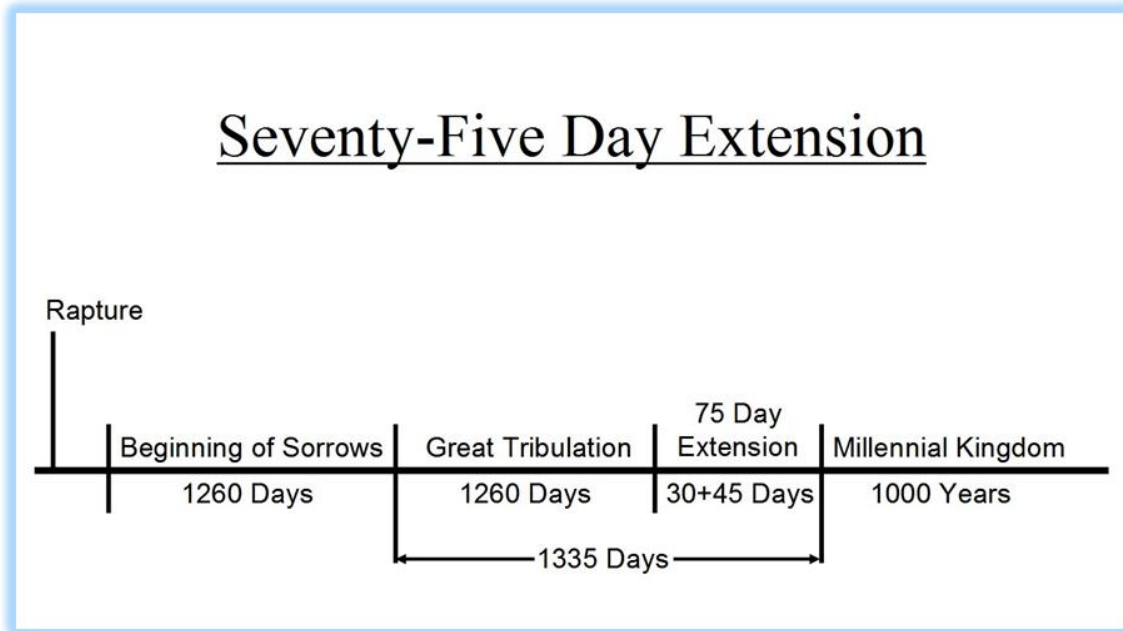 Seventy-Five Day Extension
Rapture
75 Day
Beginning of Sorrows Great Tribulation Extension Millennial Kingdom
1260 Days 1260 Days 30+45 Days 1000 Years
1335 Days